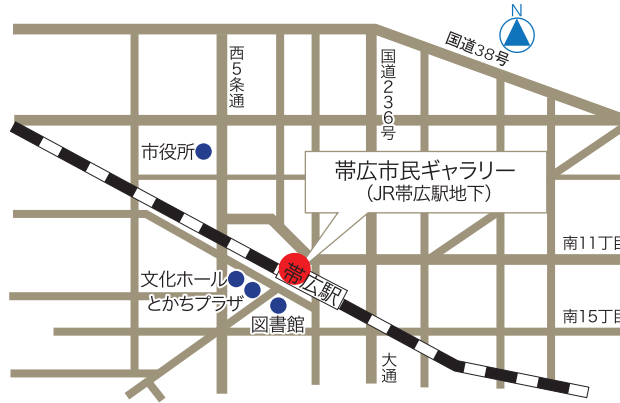 N
国道38号
西5条通
国道236号
市役所
帯広市民ギャラリー
（JR帯広駅地下）
南11丁目
帯広駅
文化ホール
とかちプラザ
図書館
南15丁目
大通